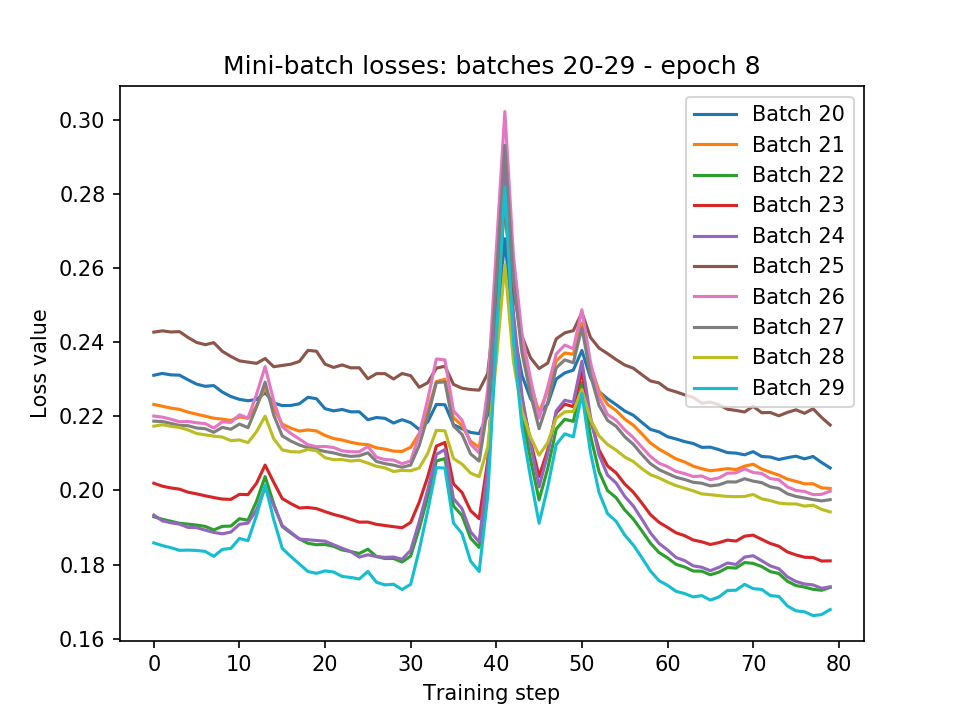 Mini-batch losses: batches 20-29 - epoch 8
0.30
0.28
0.26
0.24
0.22
0.20
0.18
0.16
Loss value
Batch 20
Batch 21
Batch 22
Batch 23
Batch 24
Batch 25
Batch 26
Batch 27
Batch 28
Batch 29
0 10 20 30 40 50 60 70 80
Training step